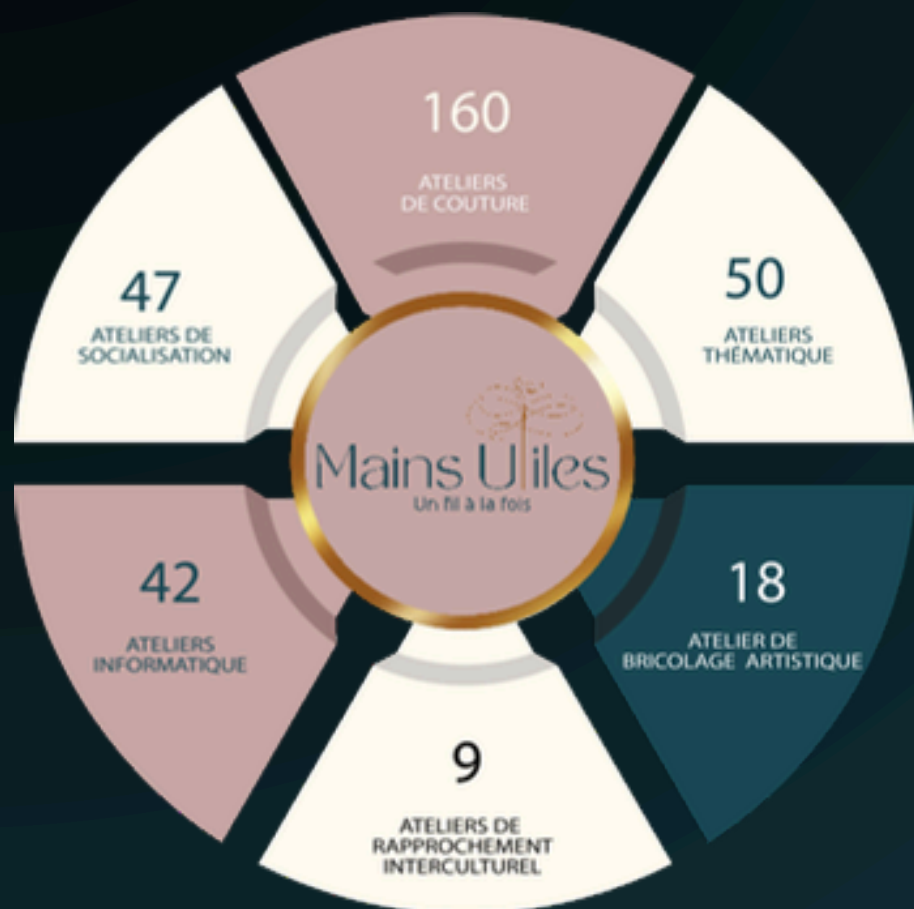 160
ATELIERS
DE COUTURE
50
ATELIERS
THÉMATIQUE
18
ATELIER DE
BRICOLAGE ARTISTIQUE
9
ATELIERS DE
RAPPROCHEMENT
INTERCULTUREL
42
ATELIERS
INFORMATIQUE
47
ATELIERS DE
SOCIALISATION
Mains Utiles
Un fil à la fois